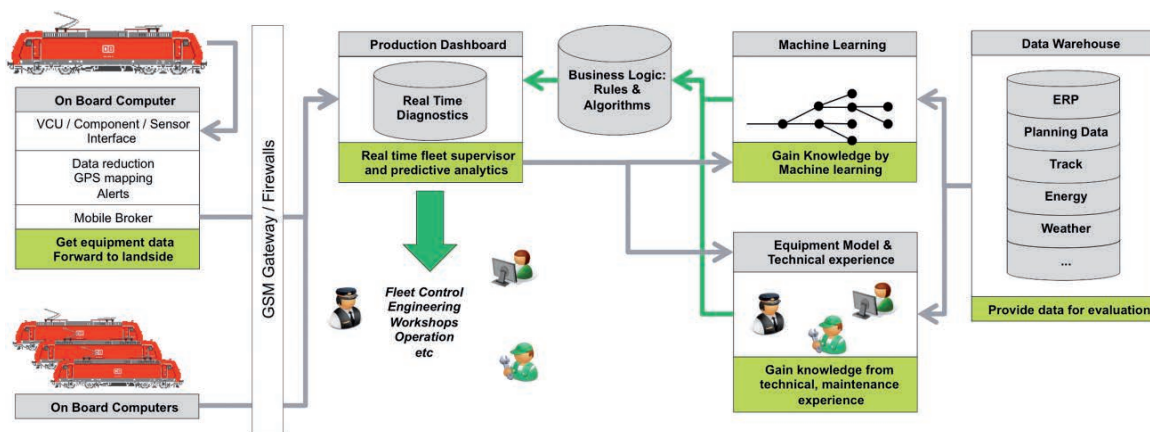 DB
On Board Computer
VCU / Component / Sensor
Interface
Data reduction
GPS mapping
Alerts
Mobile Broker
Get equipment data
Forward to landside
On Board Computers
GSM Gateway / Firewalls
Production Dashboard
Real Time
Diagnostics
Real time fleet supervisor
and predictive analytics
Fleet Control
Engineering
Workshops
Operation
etc
Business Logic:
Rules &
Algorithms
Machine Learning
Gain Knowledge by
Machine learning
Equipment Model &
Technical experience
Gain knowledge from
technical, maintenance
experience
Data Warehouse
ERP
Planning Data
Track
Energy
Weather
...
Provide data for evaluation